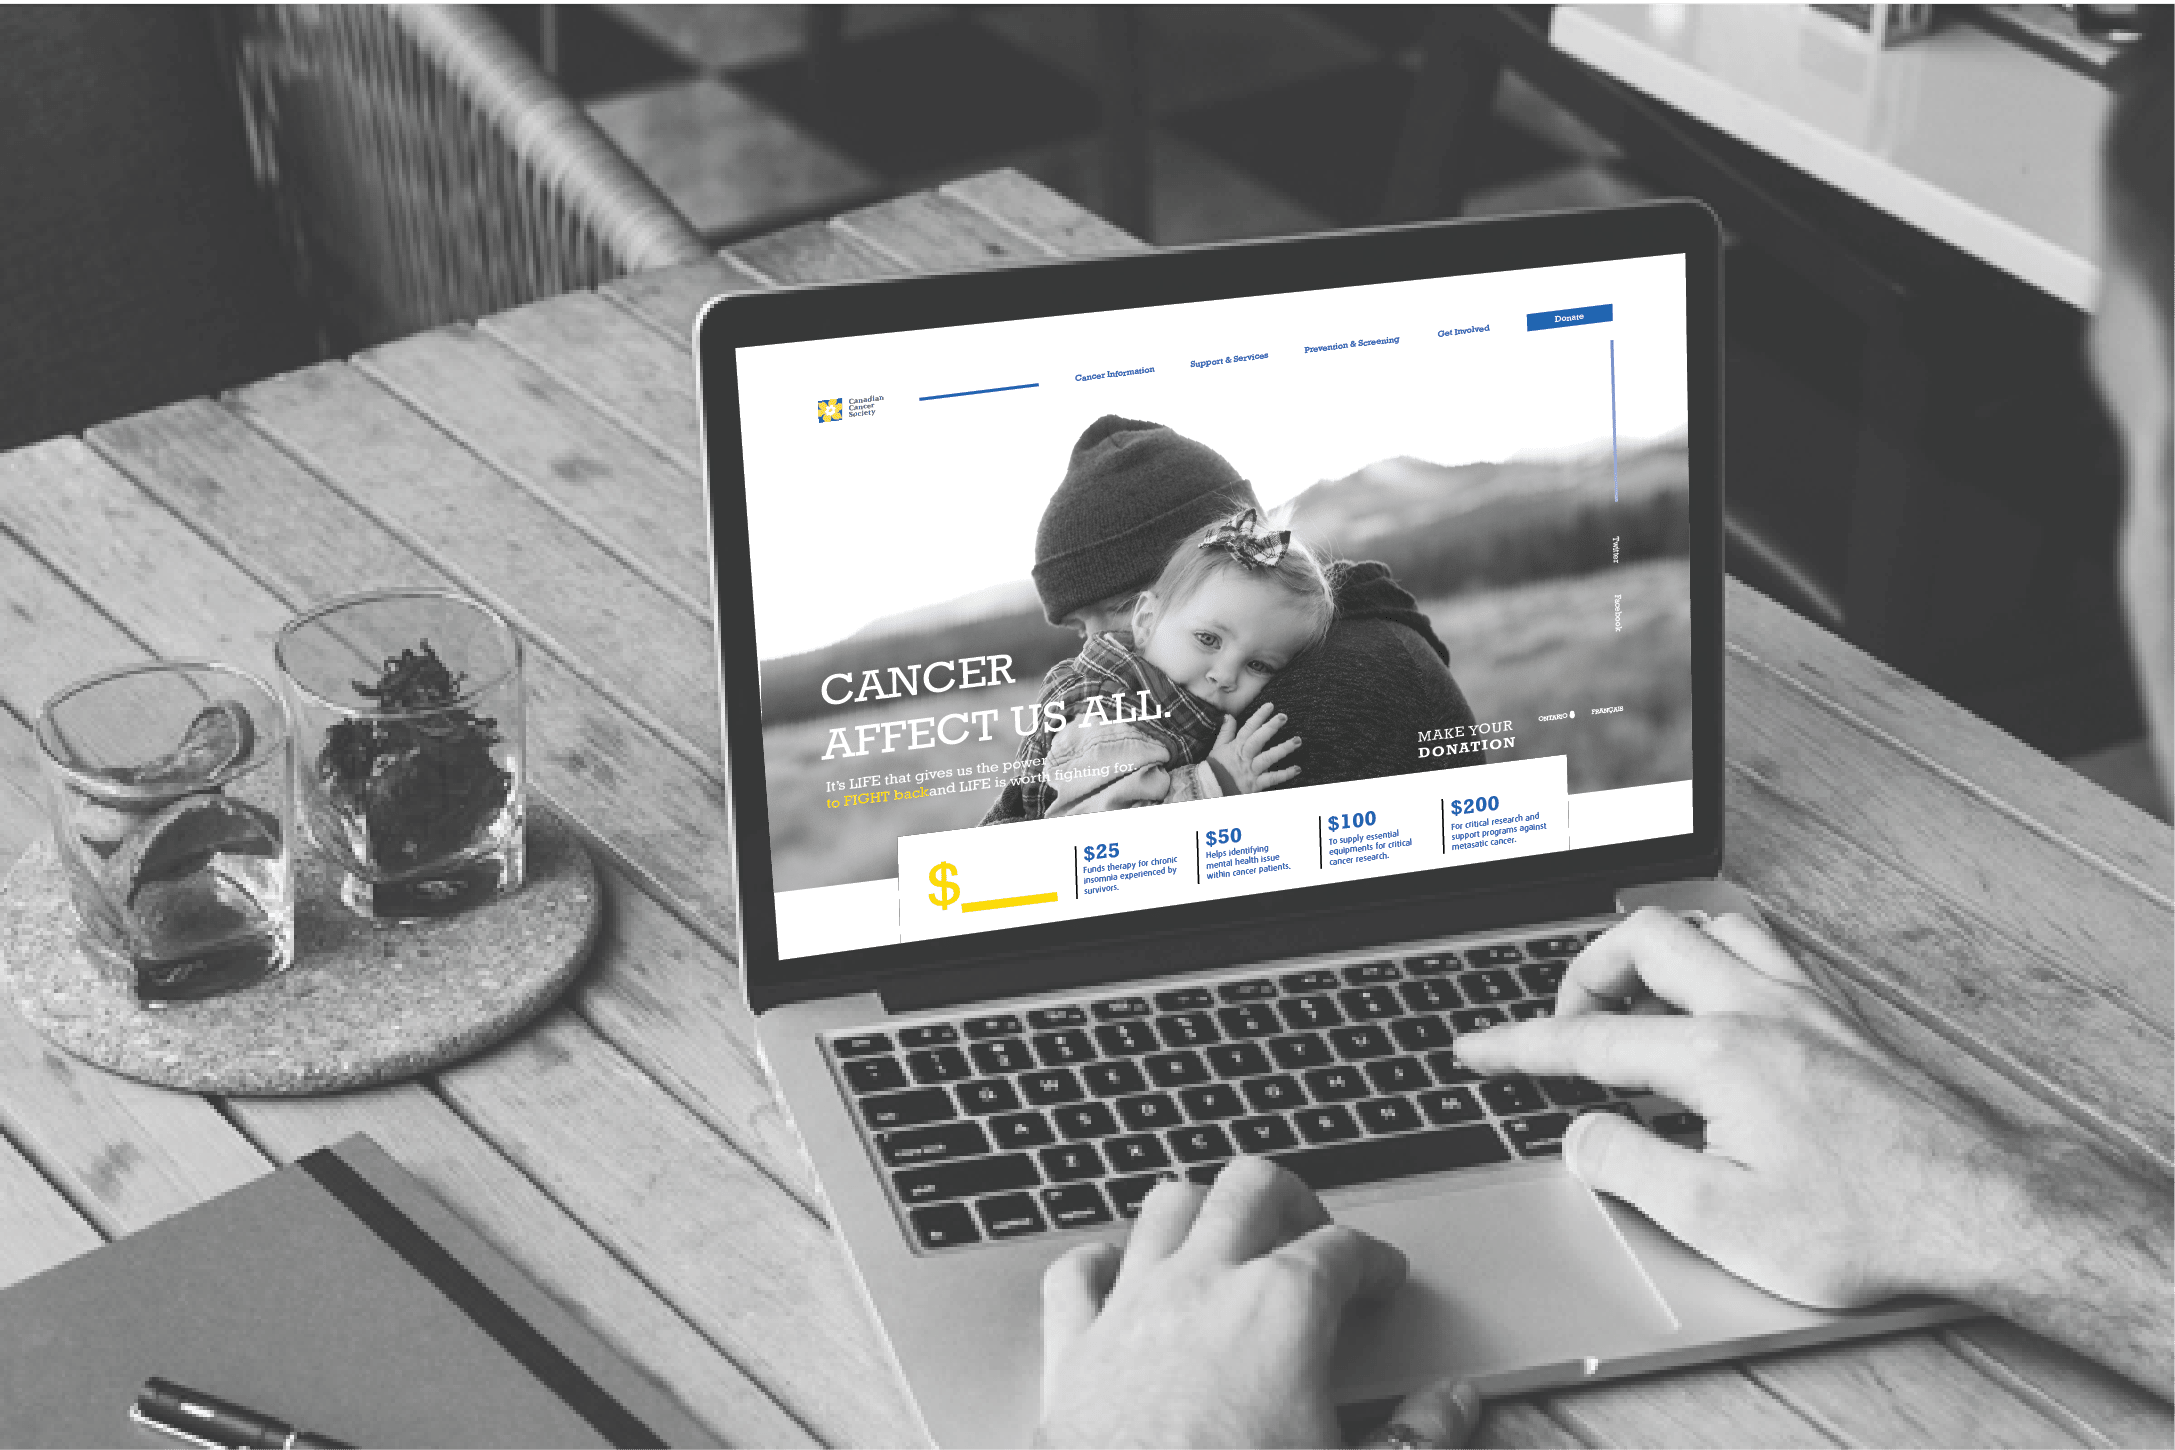 Donate
Get Involved
Prevention & Screening
Support & Services
Cancer Information
Canadian
Cancer
Society
Twitter
Facebook
CANCER
AFFECT US ALL.
It's LIFE that gives us the power
to FIGHT backand LIFE is worth fighting for.
MAKE YOUR
DONATION
ONTARIO
FRANÇAIS
$
$25
Funds therapy for chronic
insomnia experienced by
survivors.
$50
Helps identifying
mental health issue
within cancer patients.
$100
To supply essential
equipments for critical
cancer research.
$200
For critical research and
support programs against
metasatic cancer.